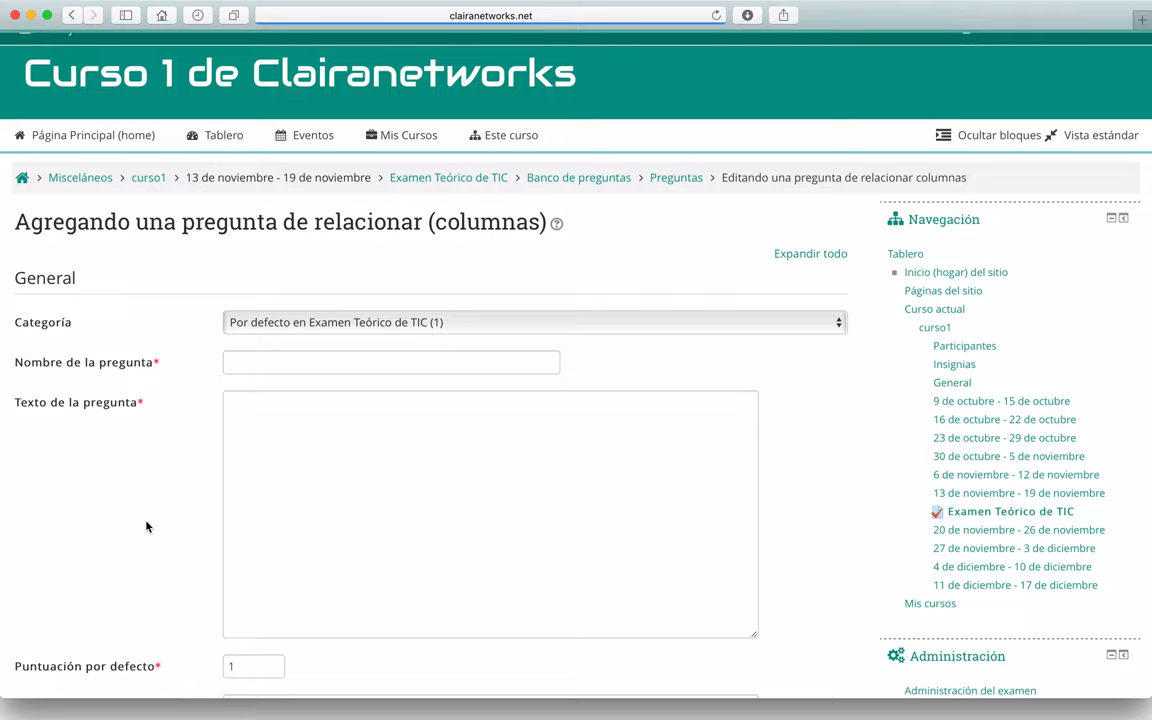 clairanetworks.net
Curso 1 de Clairanetworks
Página Principal (home) Tablero Eventos Mis Cursos Este curso Ocultar bloques Vista estándar
Misceláneos curso1 13 de noviembre - 19 de noviembre Examen Teórico de TIC Banco de preguntas Preguntas Editando una pregunta de relacionar columnas
Agregando una pregunta de relacionar (columnas)
Expandir todo
General
Categoría
Por defecto en Examen Teórico de TIC (1)
Nombre de la pregunta*
Texto de la pregunta*
Puntuación por defecto*
1
Navegación
Tablero
Inicio (hogar) del sitio
Páginas del sitio
Curso actual
curso1
Participantes
Insignias
General
9 de octubre - 15 de octubre
16 de octubre - 22 de octubre
23 de octubre - 29 de octubre
30 de octubre - 5 de noviembre
6 de noviembre - 12 de noviembre
13 de noviembre - 19 de noviembre
Examen Teórico de TIC
20 de noviembre - 26 de noviembre
27 de noviembre - 3 de diciembre
4 de diciembre - 10 de diciembre
11 de diciembre - 17 de diciembre
Mis cursos
Administración
Administración del examen